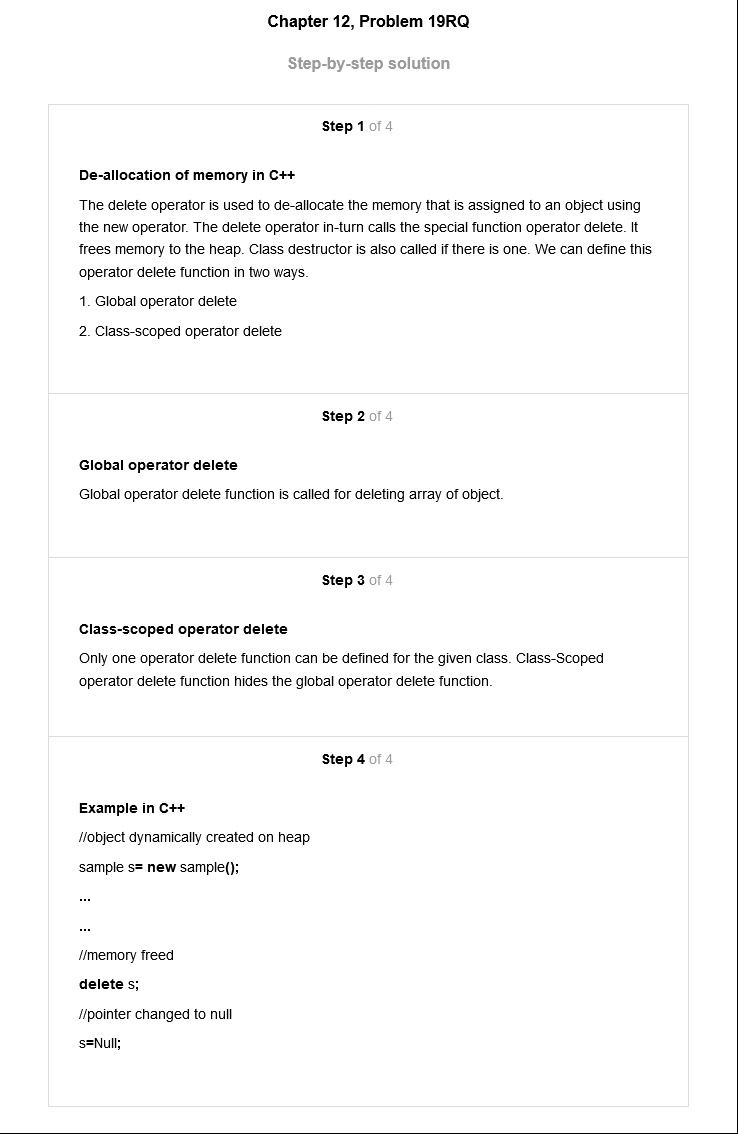 Chapter 12, Problem 19RQ
Step-by-step solution
Step 1 of 4
De-allocation of memory in C++
The delete operator is used to de-allocate the memory that is assigned to an object using
the new operator. The delete operator in-turn calls the special function operator delete. It
frees memory to the heap. Class destructor is also called if there is one. We can define this
operator delete function in two ways.
1. Global operator delete
2. Class-scoped operator delete
Step 2 of 4
Global operator delete
Global operator delete function is called for deleting array of object.
Step 3 of 4
Class-scoped operator delete
Only one operator delete function can be defined for the given class. Class-Scoped
operator delete function hides the global operator delete function.
Step 4 of 4
Example in C++
//object dynamically created on heap
sample s= new sample();
...
...
//memory freed
delete s;
//pointer changed to null
s=Null;